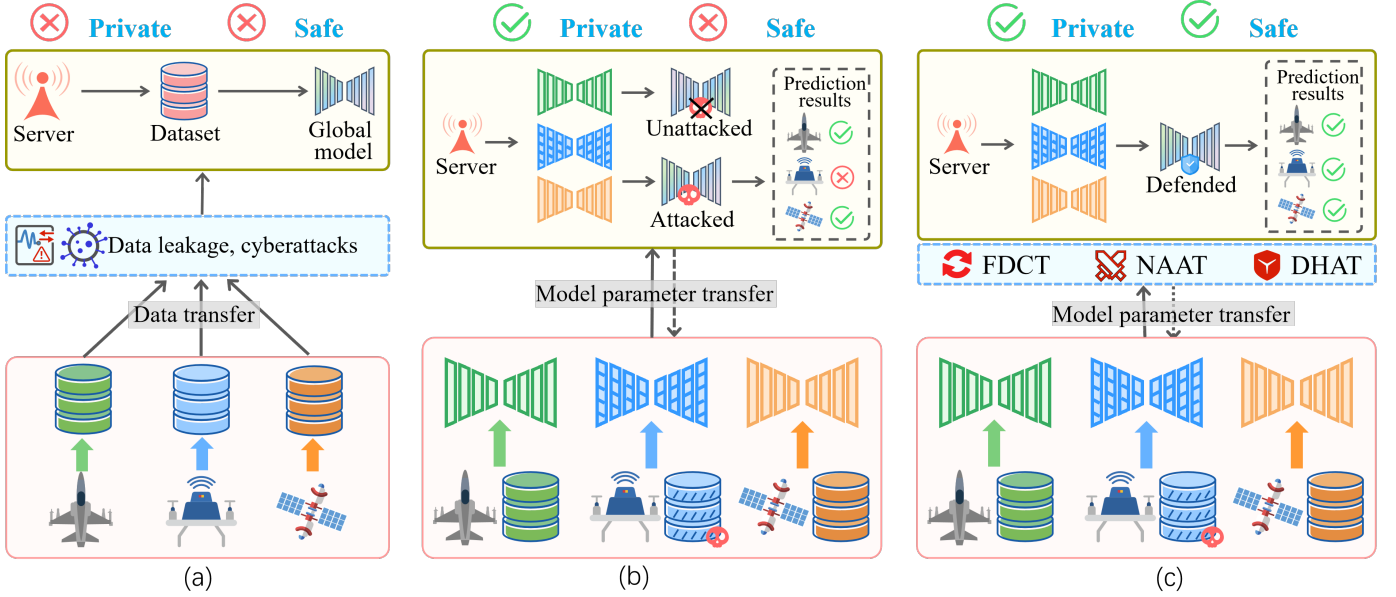 Private
Safe
Server
Dataset
Global
model
Data leakage, cyberattacks
Data transfer
(a)
Private
Safe
Server
Unattacked
Attacked
Prediction
results
Model parameter transfer
(b)
Private
Safe
Server
Defended
Prediction
results
FDCT
NAAT
DHAT
Model parameter transfer
(c)